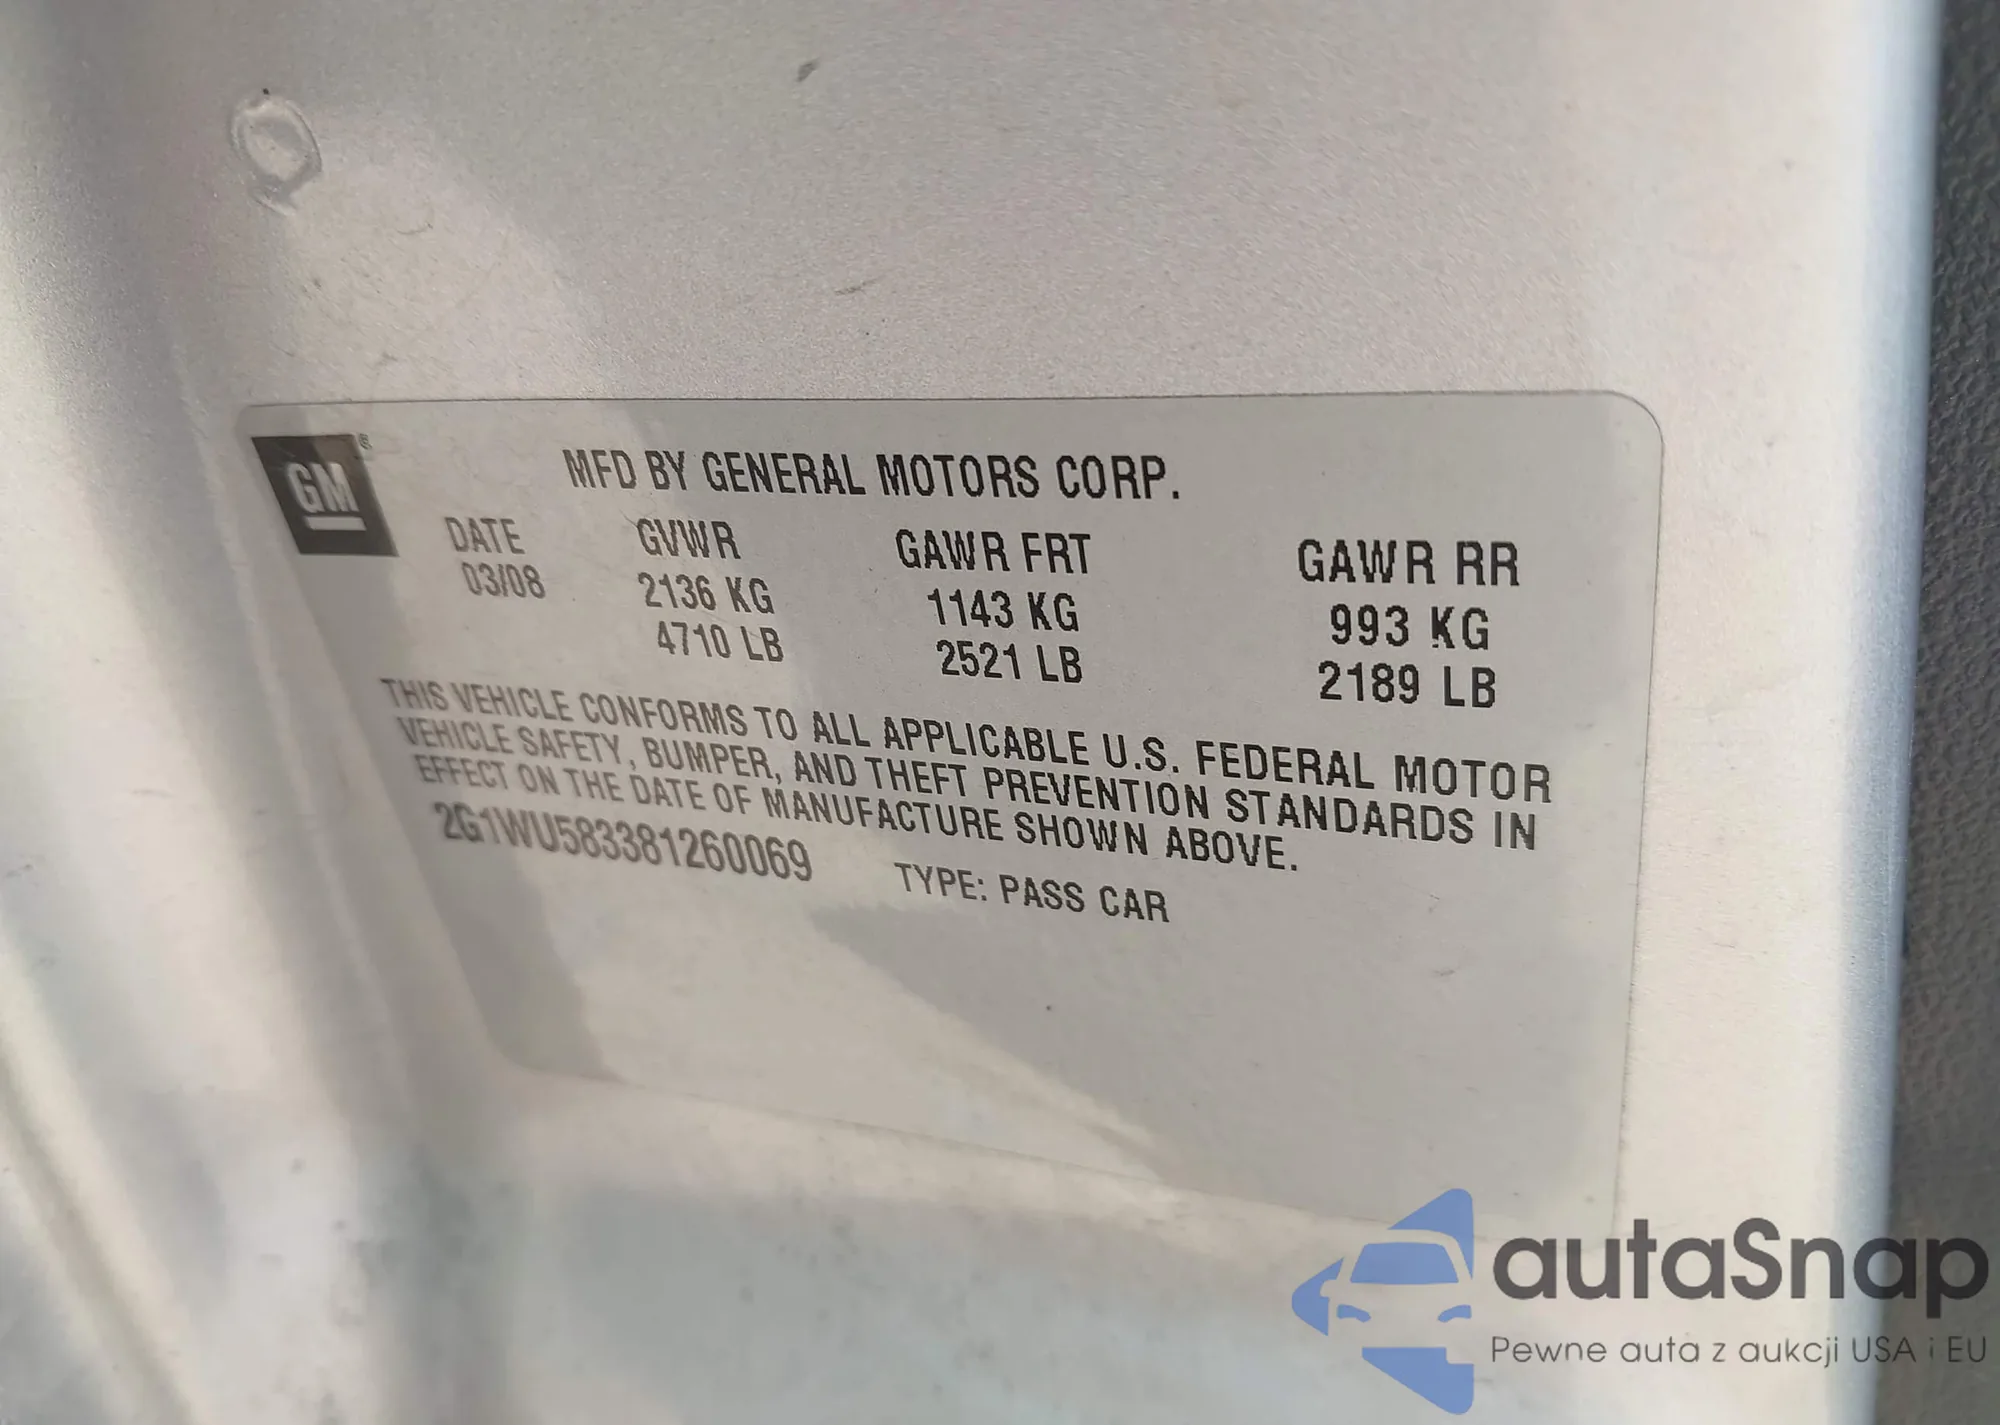 GM ®
MFD BY GENERAL MOTORS CORP.
DATE GVWR GAWR FRT GAWR RR
03/08 2136 KG 1143 KG 993 KG
4710 LB 2521 LB 2189 LB
THIS VEHICLE CONFORMS TO ALL APPLICABLE U.S. FEDERAL MOTOR
VEHICLE SAFETY, BUMPER, AND THEFT PREVENTION STANDARDS IN
EFFECT ON THE DATE OF MANUFACTURE SHOWN ABOVE.
2G1WU583381260069 TYPE: PASS CAR
autaSnap
Pewne auta z aukcji USA i EU